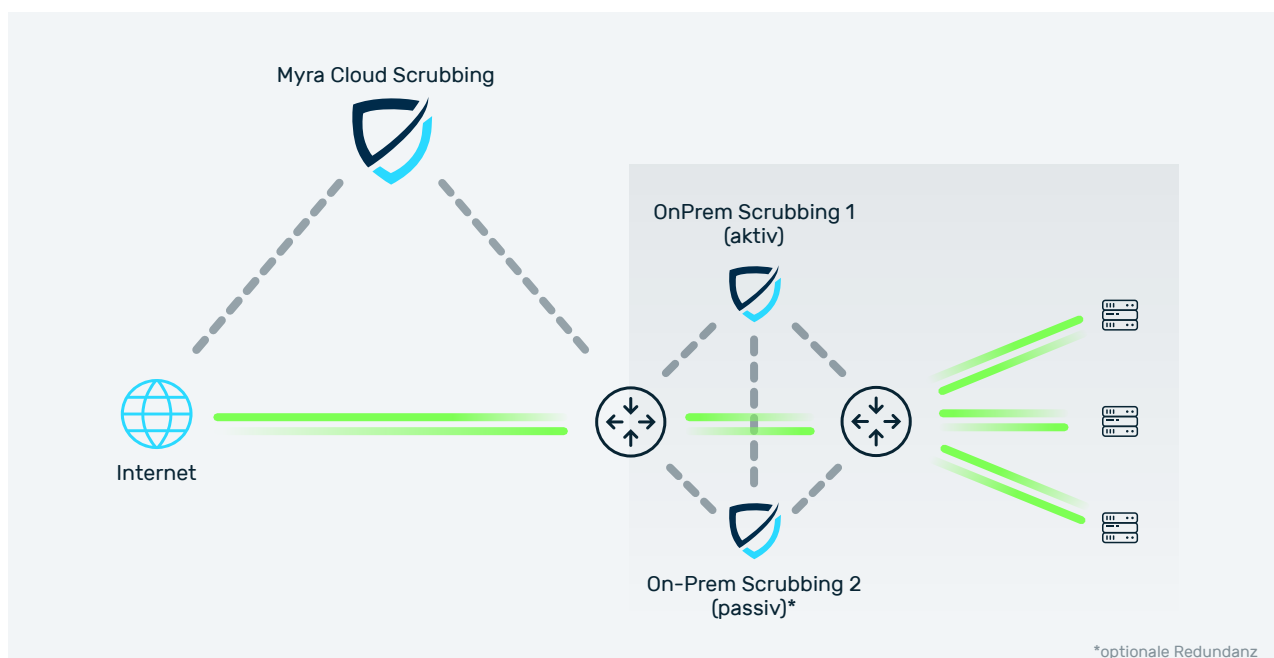 Myra Cloud Scrubbing
OnPrem Scrubbing 1
(aktiv)
Internet
On-Prem Scrubbing 2
(passiv)*
*optionale Redundanz